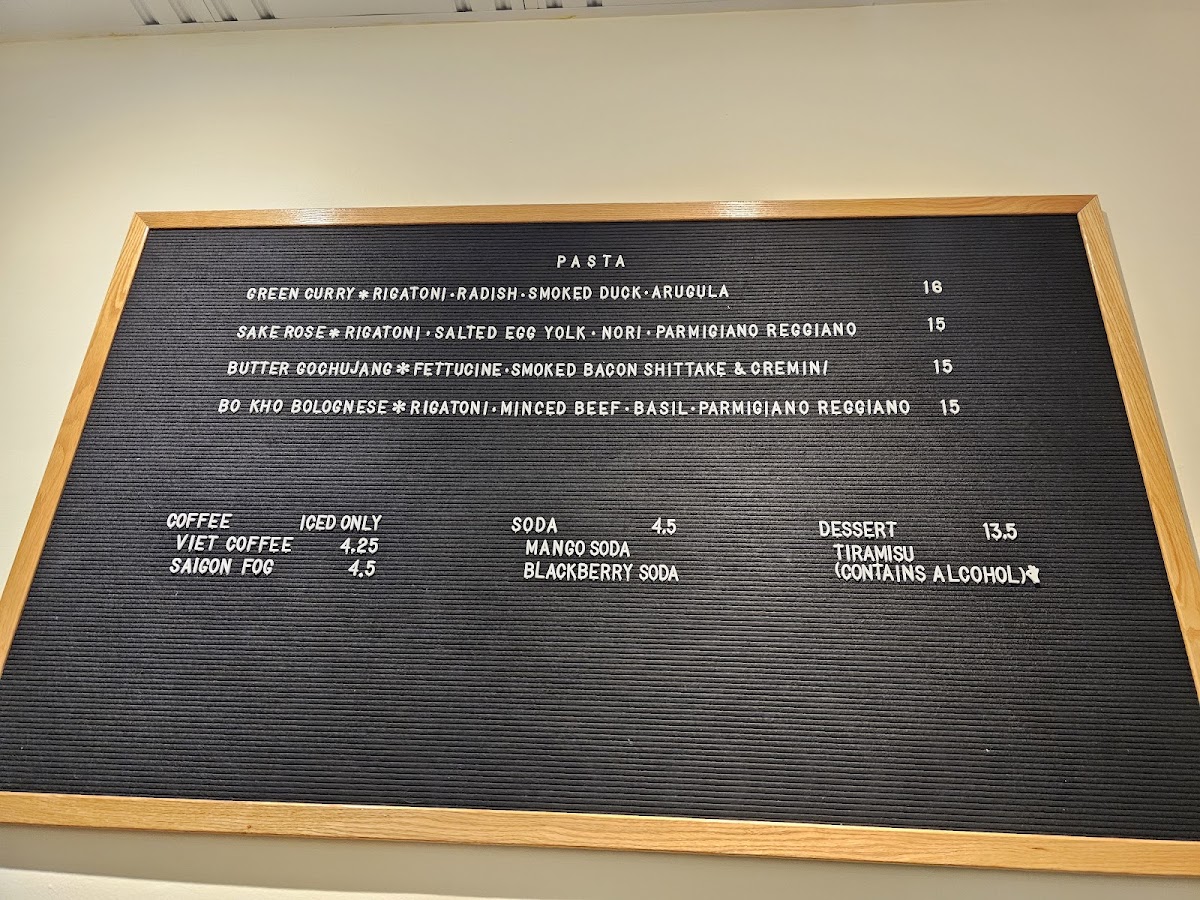 PASTA
GREEN CURRY * RIGATONI · RADISH · SMOKED DUCK · ARUGULA 16
SAKE ROSE * RIGATONI · SALTED EGG YOLK · NORI · PARMIGIANO REGGIANO 15
BUTTER GOCHUJANG * FETTUCINE · SMOKED BACON SHITTAKE & CREMINI 15
BO KHO BOLOGNESE * RIGATONI · MINCED BEEF · BASIL · PARMIGIANO REGGIANO 15
COFFEE ICED ONLY
VIET COFFEE 4.25
SAIGON FOG 4.5
SODA 4.5
MANGO SODA
BLACKBERRY SODA
DESSERT 13.5
TIRAMISU
(CONTAINS ALCOHOL)